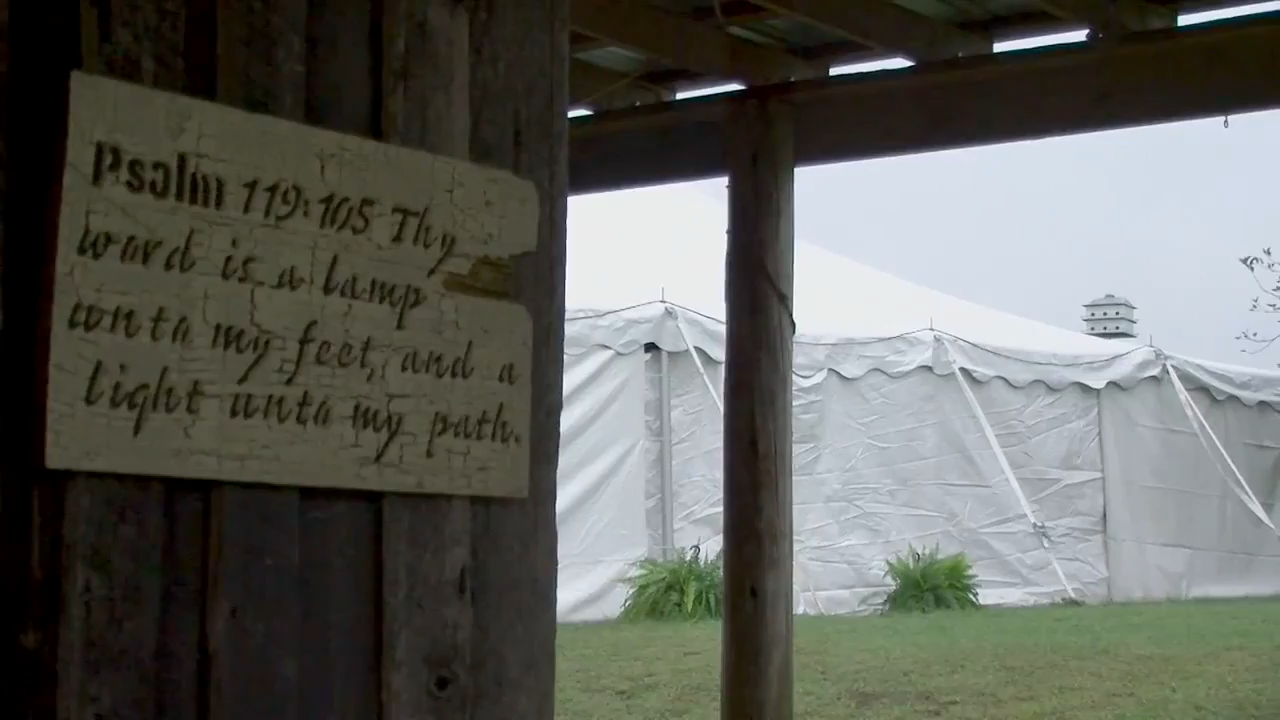 Psalm 119:105 Thy
word is a lamp
unto my feet, and a
light unto my path.